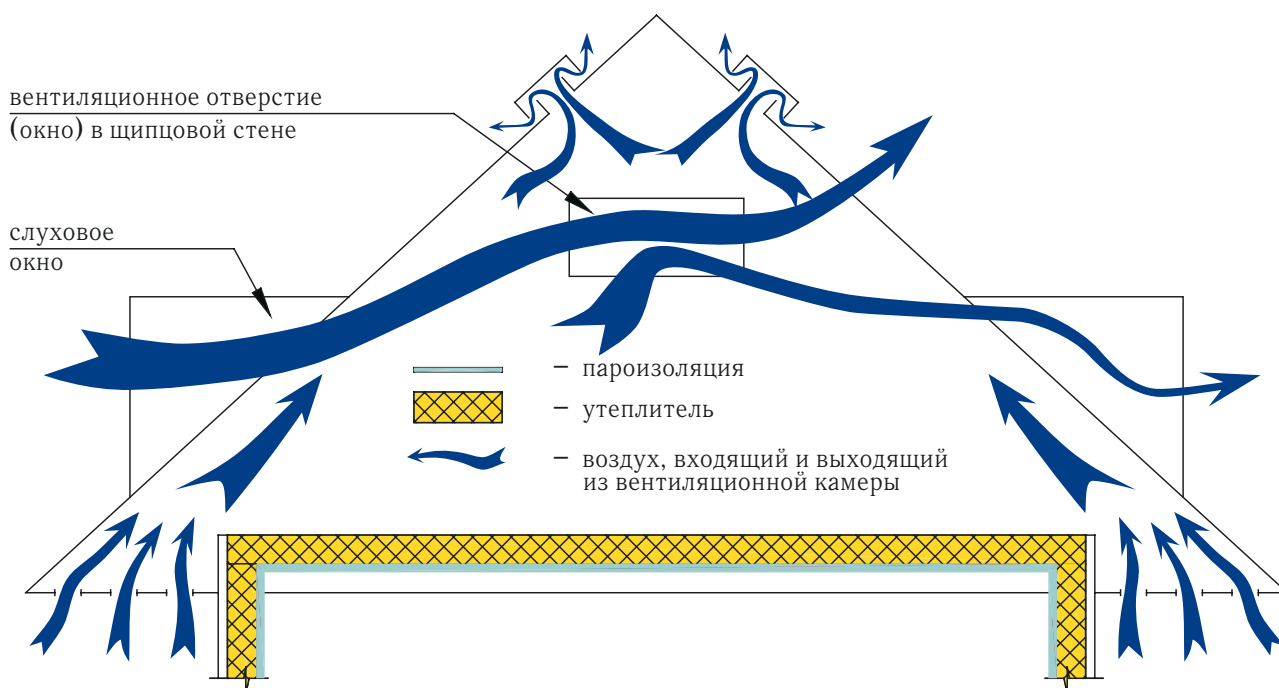 вентиляционное отверстие
(окно) в щипцовой стене
слуховое
окно
– пароизоляция
– утеплитель
– воздух, входящий и выходящий
из вентиляционной камеры